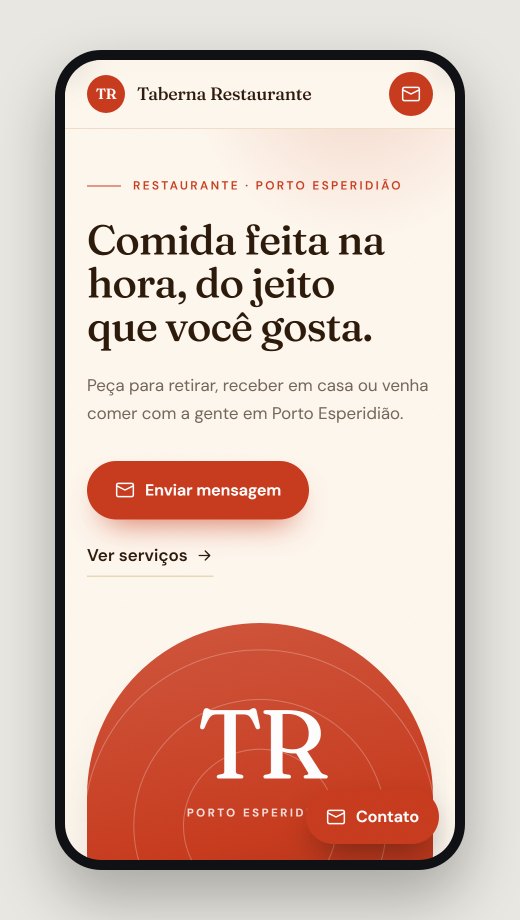 TR Taberna Restaurante
RESTAURANTE · PORTO ESPERIDIÃO
Comida feita na
hora, do jeito
que você gosta.
Peça para retirar, receber em casa ou venha
comer com a gente em Porto Esperidião.
Enviar mensagem
Ver serviços →
TR
PORTO ESPERID
Contato